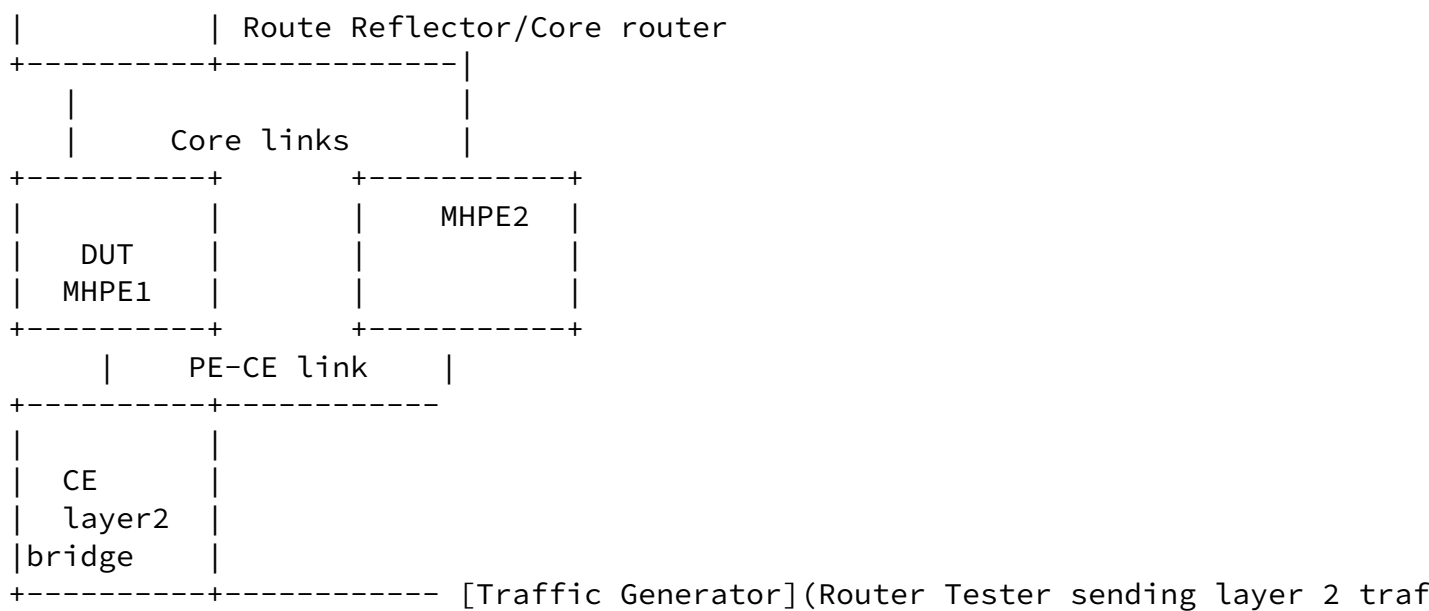 |          | Route Reflector/Core router
+----------+-------------|
   |                     |
   |     Core links      |
+----------+       +-----------+
|          |       |    MHPE2  |
|   DUT    |       |           |
|  MHPE1   |       |           |
+----------+       +-----------+
     |    PE-CE link    |
+----------+------------
|          |
|  CE      |
|  layer2  |
|bridge    |
+----------+------------ [Traffic Generator](Router Tester sending layer 2 traf